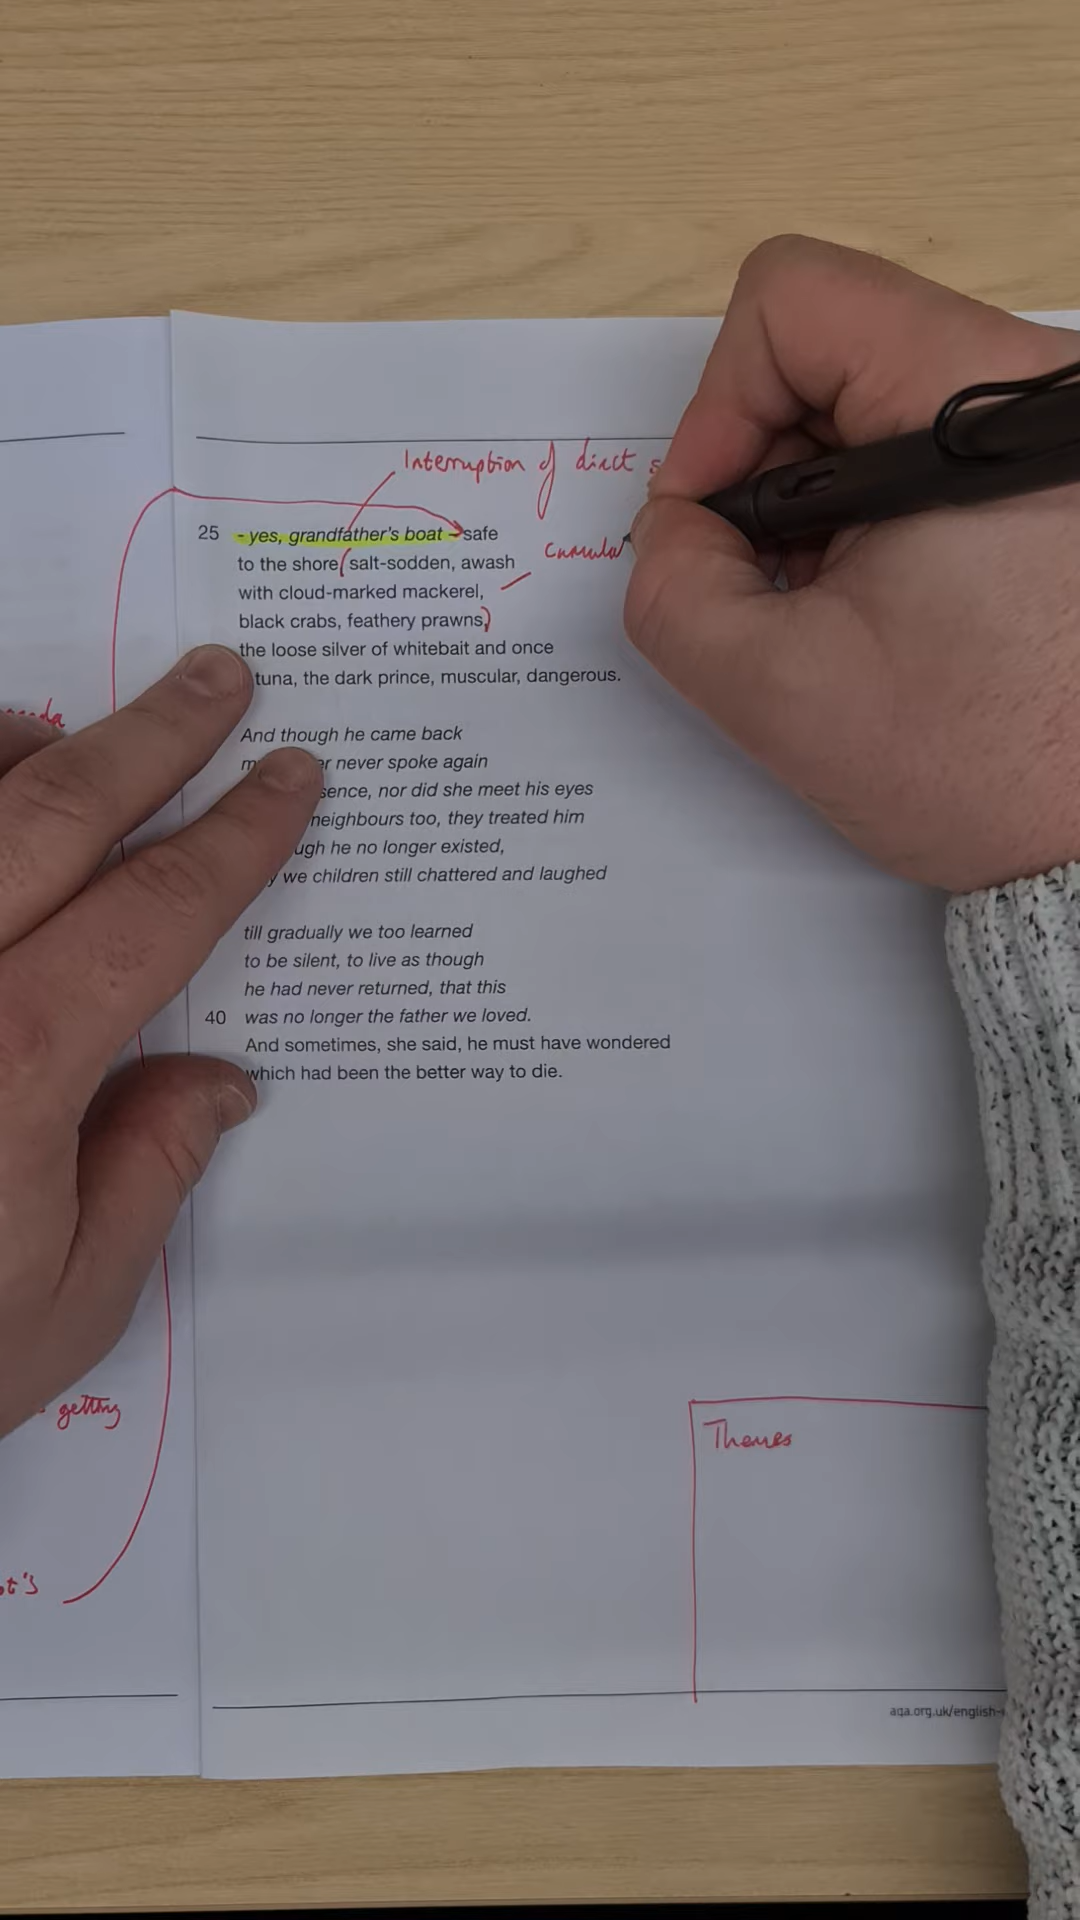 Interruption of direct
25 - yes, grandfather's boat - safe
to the shore, salt-sodden, awash
Cumula
with cloud-marked mackerel,
black crabs, feathery prawns,
the loose silver of whitebait and once
tuna, the dark prince, muscular, dangerous.
And though he came back
never spoke again
nor did she meet his eyes
neighbours too, they treated him
he no longer existed,
we children still chattered and laughed
till gradually we too learned
to be silent, to live as though
he had never returned, that this
40 was no longer the father we loved.
And sometimes, she said, he must have wondered
which had been the better way to die.
getting
Themes
aqa.org.uk/english-